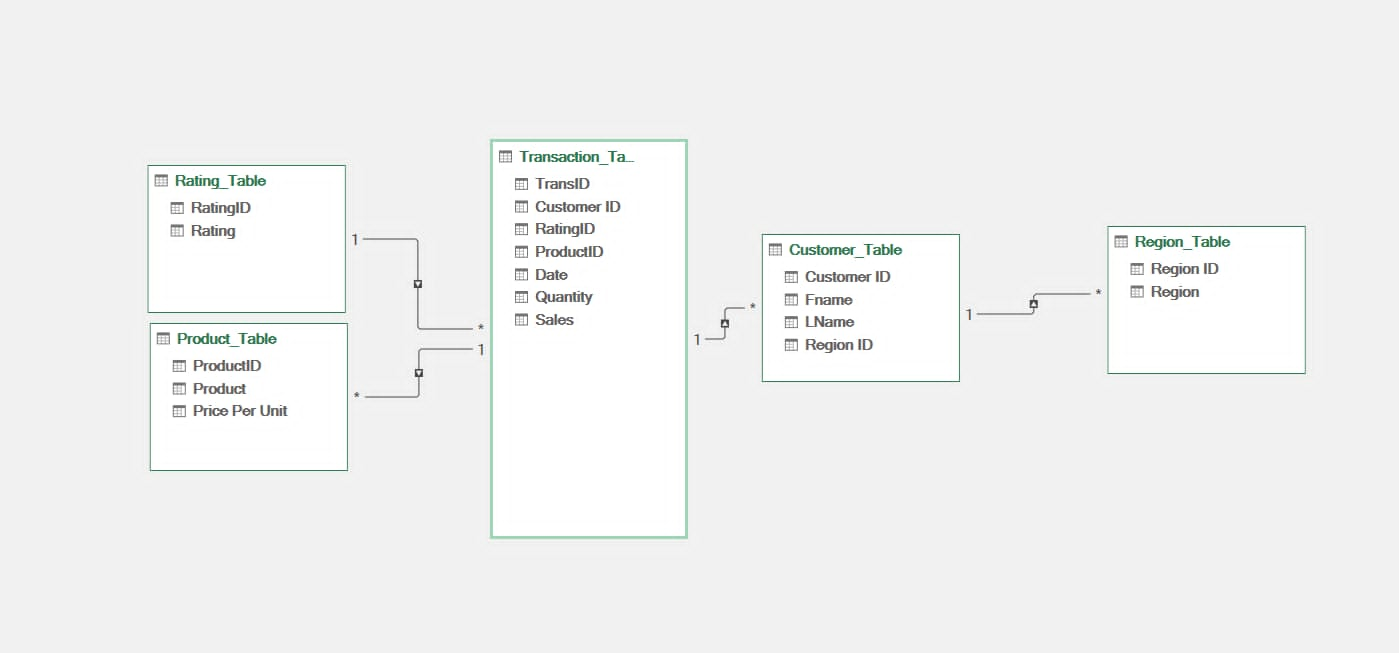 Rating_Table
RatingID
Rating
1
*
Product_Table
ProductID
Product
Price Per Unit
*
1
Transaction_Ta...
TransID
Customer ID
RatingID
ProductID
Date
Quantity
Sales
1
*
Customer_Table
Customer ID
Fname
LName
Region ID
1
*
Region_Table
Region ID
Region